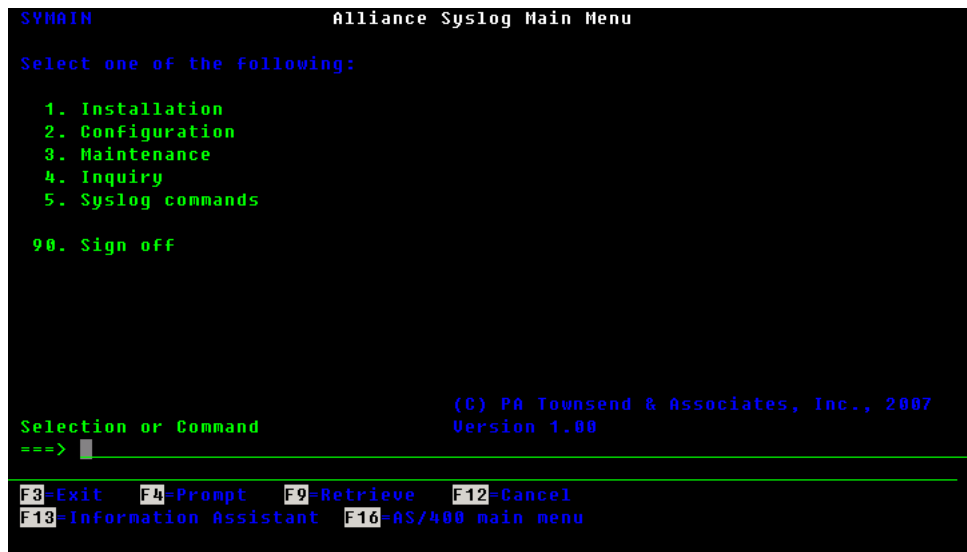 SYMAIN Alliance Syslog Main Menu
Select one of the following:
1. Installation
2. Configuration
3. Maintenance
4. Inquiry
5. Syslog commands
90. Sign off
(C) PA Townsend & Associates, Inc., 2007
Selection or Command Version 1.00
===>
F3=Exit F4=Prompt F9=Retrieve F12=Cancel
F13=Information Assistant F16=AS/400 main menu